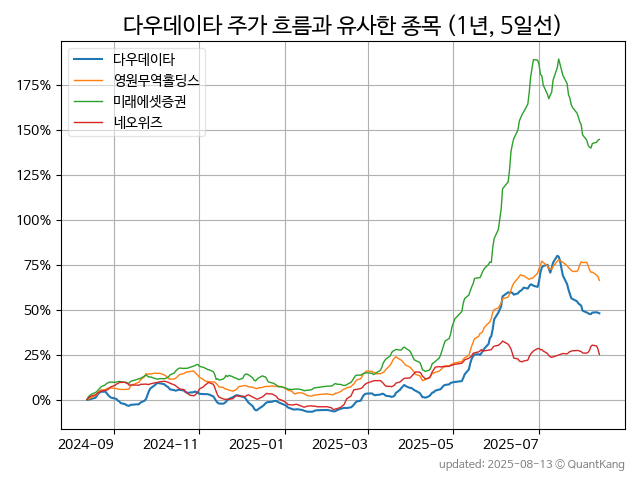 다우데이타 주가 흐름과 유사한 종목 (1년, 5일선)
다우데이타
영원무역홀딩스
미래에셋증권
네오위즈
175%
150%
125%
100%
75%
50%
25%
0%
2024-09 2024-11 2025-01 2025-03 2025-05 2025-07
updated: 2025-08-13 © QuantKang